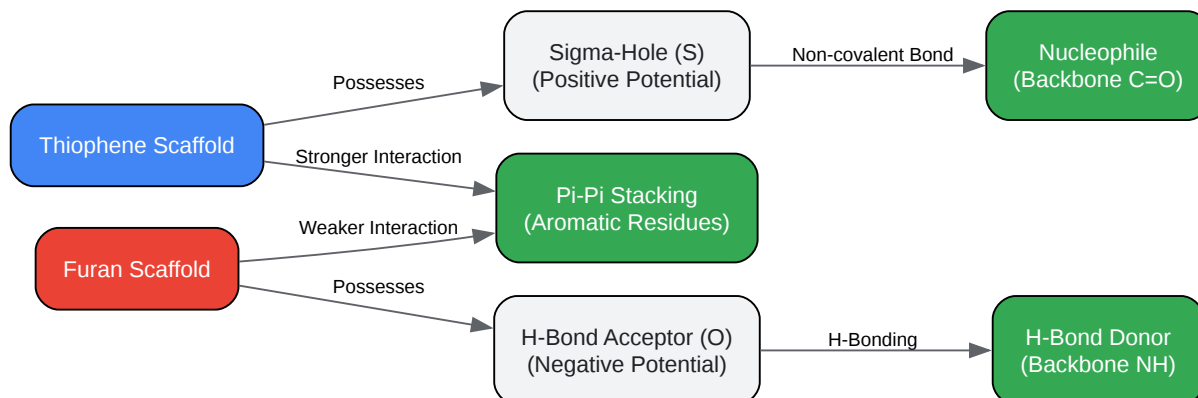 Sigma-Hole (S)
(Positive Potential)
Non-covalent Bond
Nucleophile
(Backbone C=O)
Possesses
Thiophene Scaffold
Stronger Interaction
Pi-Pi Stacking
(Aromatic Residues)
Weaker Interaction
Furan Scaffold
Possesses
H-Bond Acceptor (O)
(Negative Potential)
H-Bonding
H-Bond Donor
(Backbone NH)